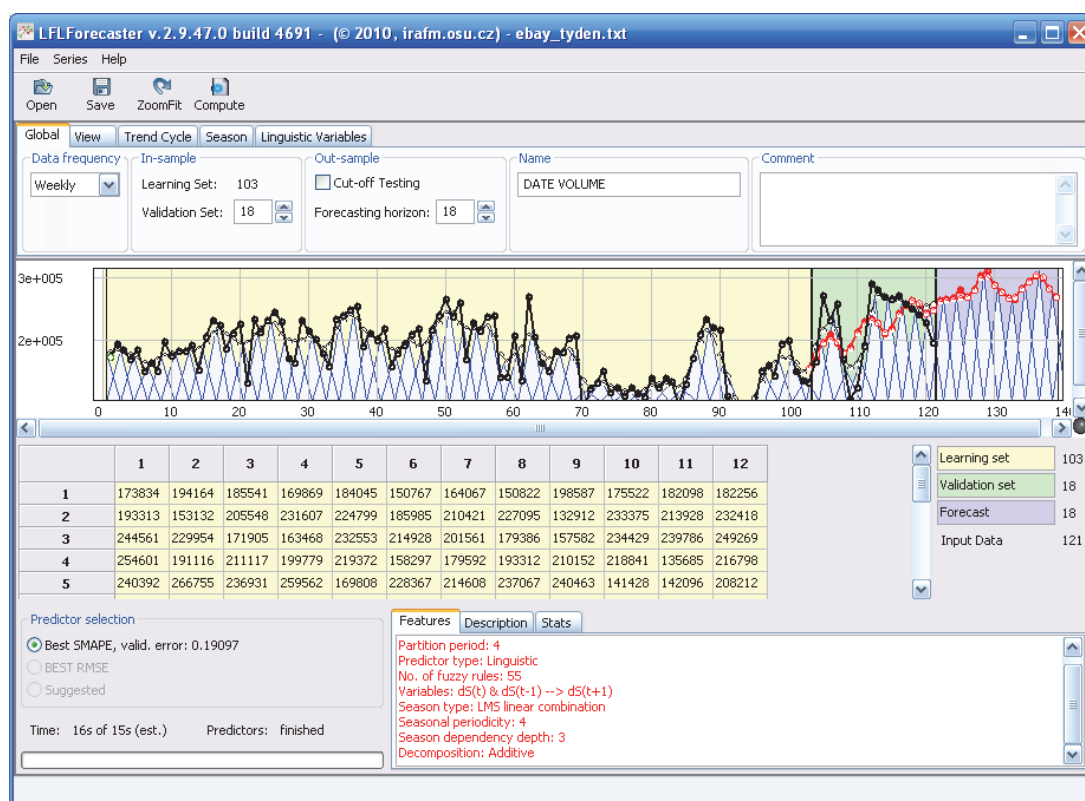 LFLForecaster v.2.9.47.0 build 4691 - (© 2010, irafm.osu.cz) - ebay_tyden.txt
File Series Help
Open Save ZoomFit Compute
Global View Trend Cycle Season Linguistic Variables
Data frequency In-sample Out-sample Name Comment
Weekly Learning Set: 103 Cut-off Testing DATE VOLUME
Validation Set: 18 Forecasting horizon: 18
3e+005
2e+005
0 10 20 30 40 50 60 70 80 90 100 110 120 130 14
1 2 3 4 5 6 7 8 9 10 11 12
1 173834 194164 185541 169869 184045 150767 164067 150822 198587 175522 182098 182256
2 193313 153132 205548 231607 224799 185985 210421 227095 132912 233375 213928 232418
3 244561 229954 171905 163468 232553 214928 201561 179386 157582 234429 239786 249269
4 254601 191116 211117 199779 219372 158297 179592 193312 210152 218841 135685 216798
5 240392 266755 236931 259562 169808 228367 214608 237067 240463 141428 142096 208212
Learning set 103
Validation set 18
Forecast 18
Input Data 121
Predictor selection
Best SMAPE, valid. error: 0.19097
BEST RMSE
Suggested
Time: 16s of 15s (est.) Predictors: finished
Features Description Stats
Partition period: 4
Predictor type: Linguistic
No. of fuzzy rules: 55
Variables: dS(t) & dS(t-1) --> dS(t+1)
Season type: LMS linear combination
Seasonal periodicity: 4
Season dependency depth: 3
Decomposition: Additive